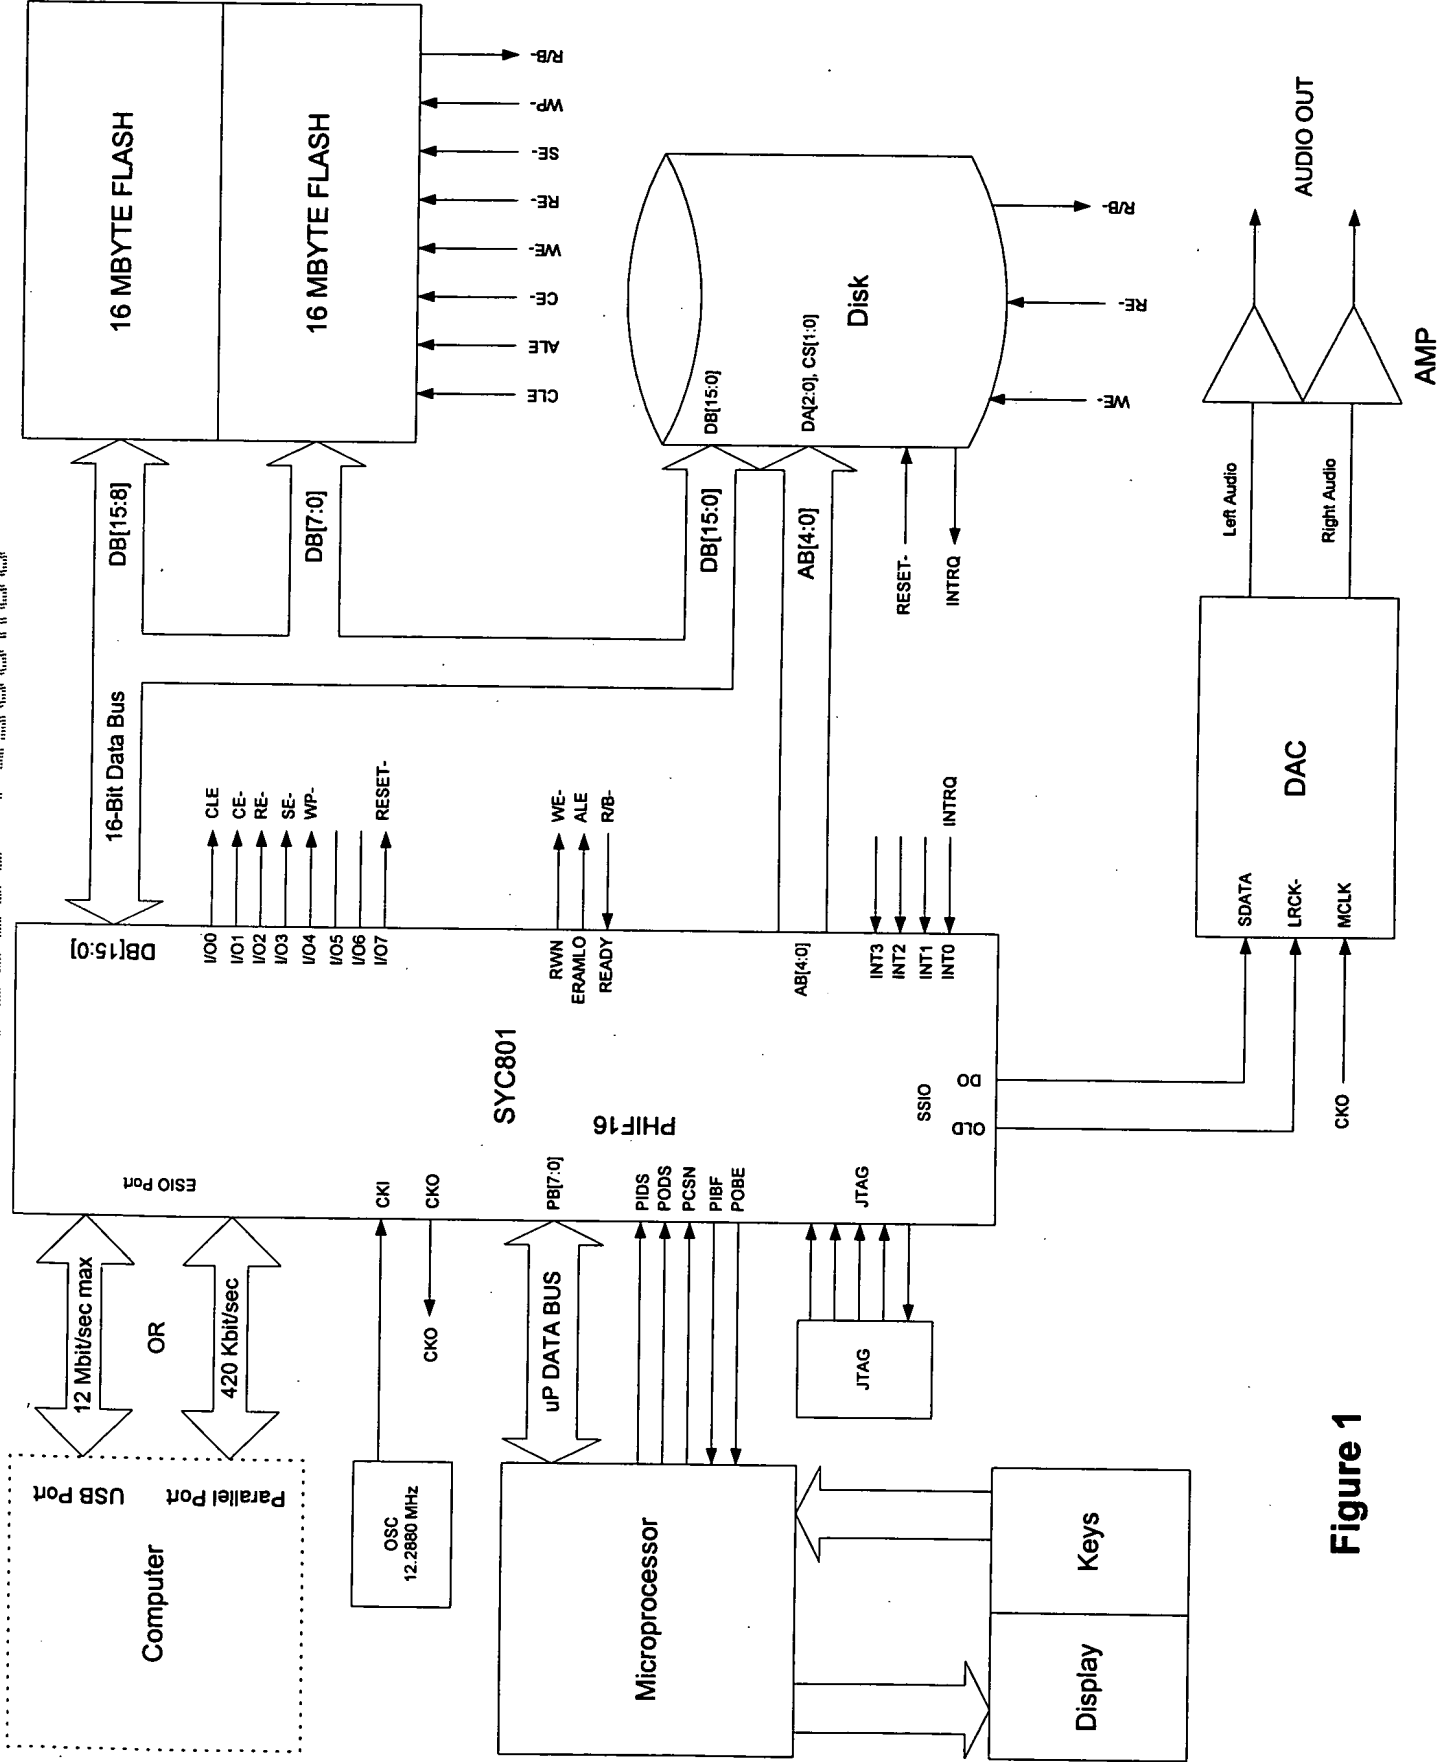 Computer
USB Port
Parallel Port
12 Mbit/sec max
OR
420 Kbit/sec
OSC
12.2880 MHz
CKO
Microprocessor
uP DATA BUS
JTAG
Display
Keys
SYC801
PHIF16
ESIO Port
CKI
CKO
PB[7:0]
PIDS
PODS
PCSN
PIBF
POBE
JTAG
SSIO
OLD
DO
DB[15:0]
I/O0
I/O1
I/O2
I/O3
I/O4
I/O5
I/O6
I/O7
RWN
ERAMLO
READY
AB[4:0]
INT3
INT2
INT1
INT0
CLE
CE-
RE-
SE-
WP-
RESET-
WE-
ALE
R/B-
INTRQ
16-Bit Data Bus
DB[15:8]
DB[7:0]
DB[15:0]
AB[4:0]
16 MBYTE FLASH
16 MBYTE FLASH
CLE
ALE
CE-
WE-
RE-
SE-
WP-
R/B-
DB[15:0]
DA[2:0], CS[1:0]
Disk
RESET-
INTRQ
WE-
RE-
R/B-
CKO
SDATA
LRCK-
MCLK
DAC
Left Audio
Right Audio
AMP
AUDIO OUT
Figure 1